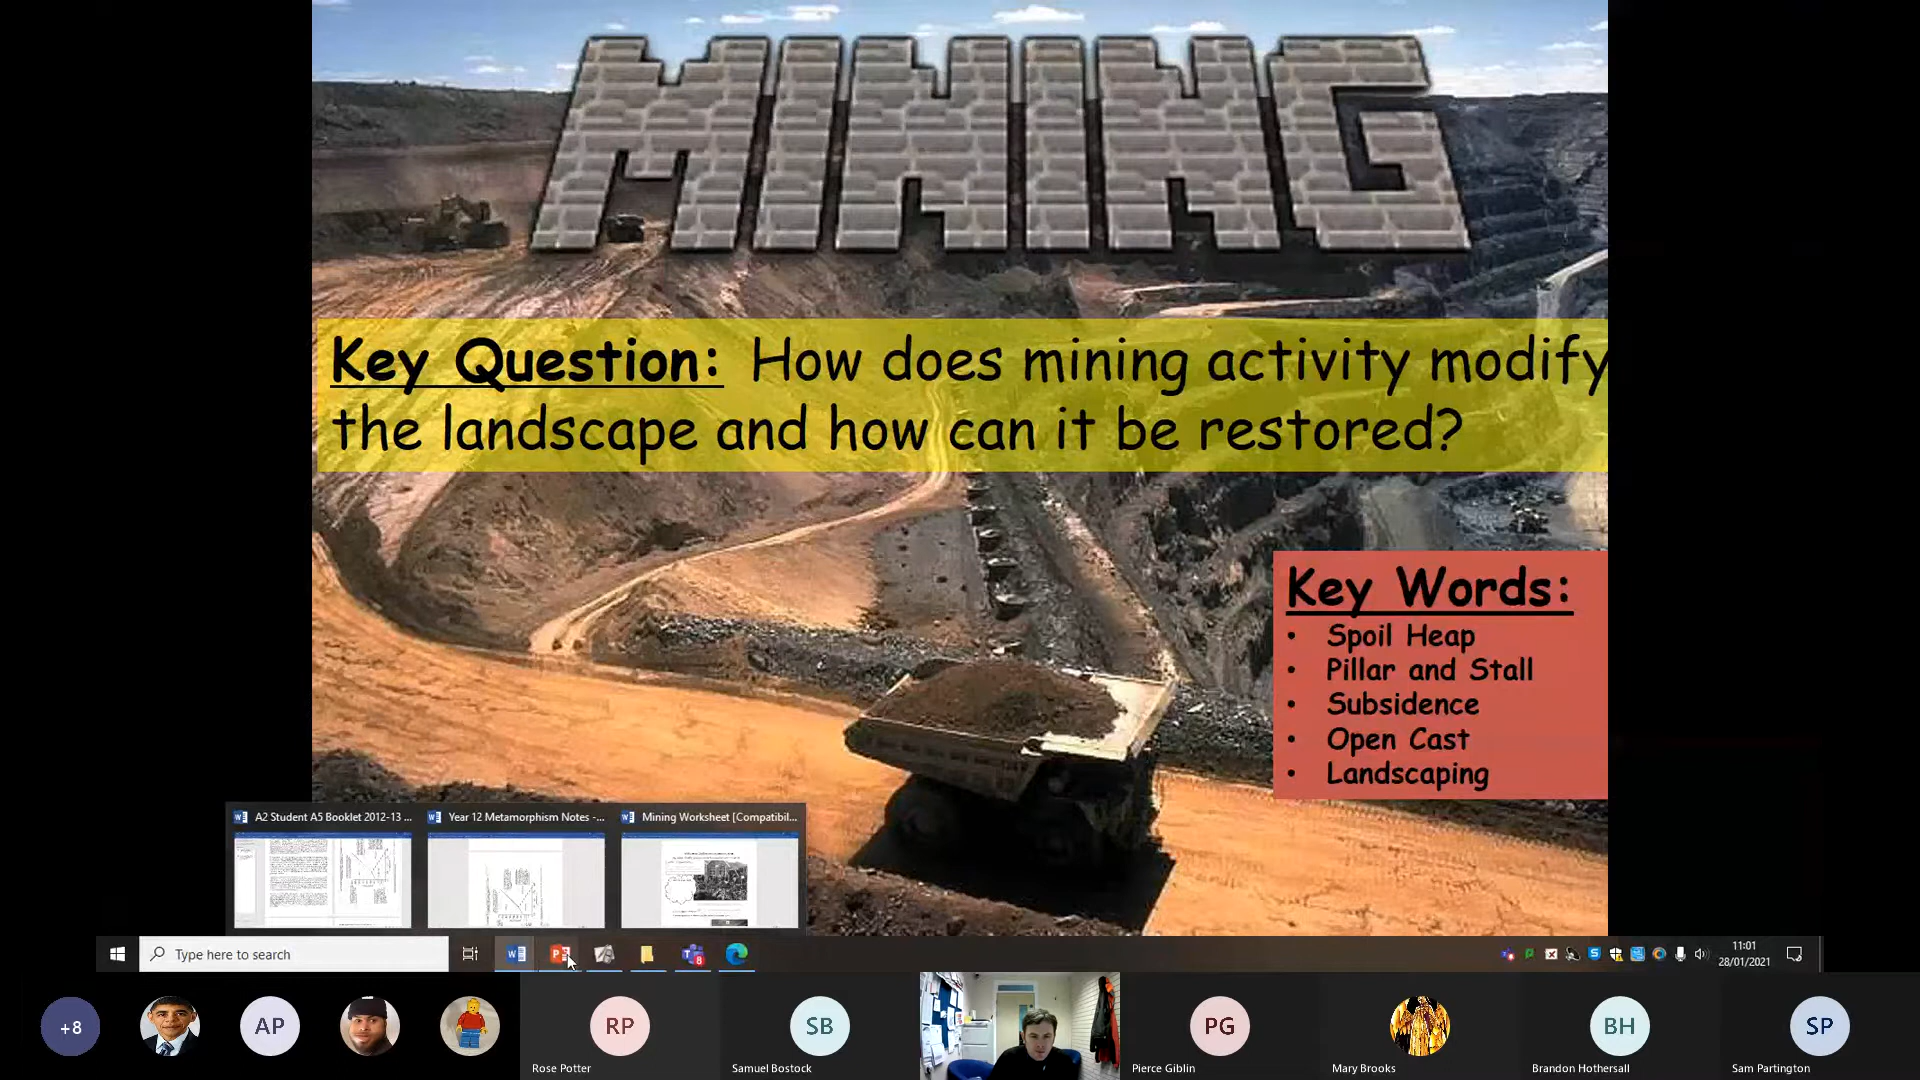 MINING
Key Question: How does mining activity modify
the landscape and how can it be restored?
Key Words:
• Spoil Heap
• Pillar and Stall
• Subsidence
• Open Cast
• Landscaping
A2 Student A5 Booklet 2012-13 ...
Year 12 Metamorphism Notes -...
Mining Worksheet [Compatibil...
Type here to search
11:01
28/01/2021
+8
AP
RP
SB
PG
BH
SP
Rose Potter
Samuel Bostock
Pierce Giblin
Mary Brooks
Brandon Hothersall
Sam Partington